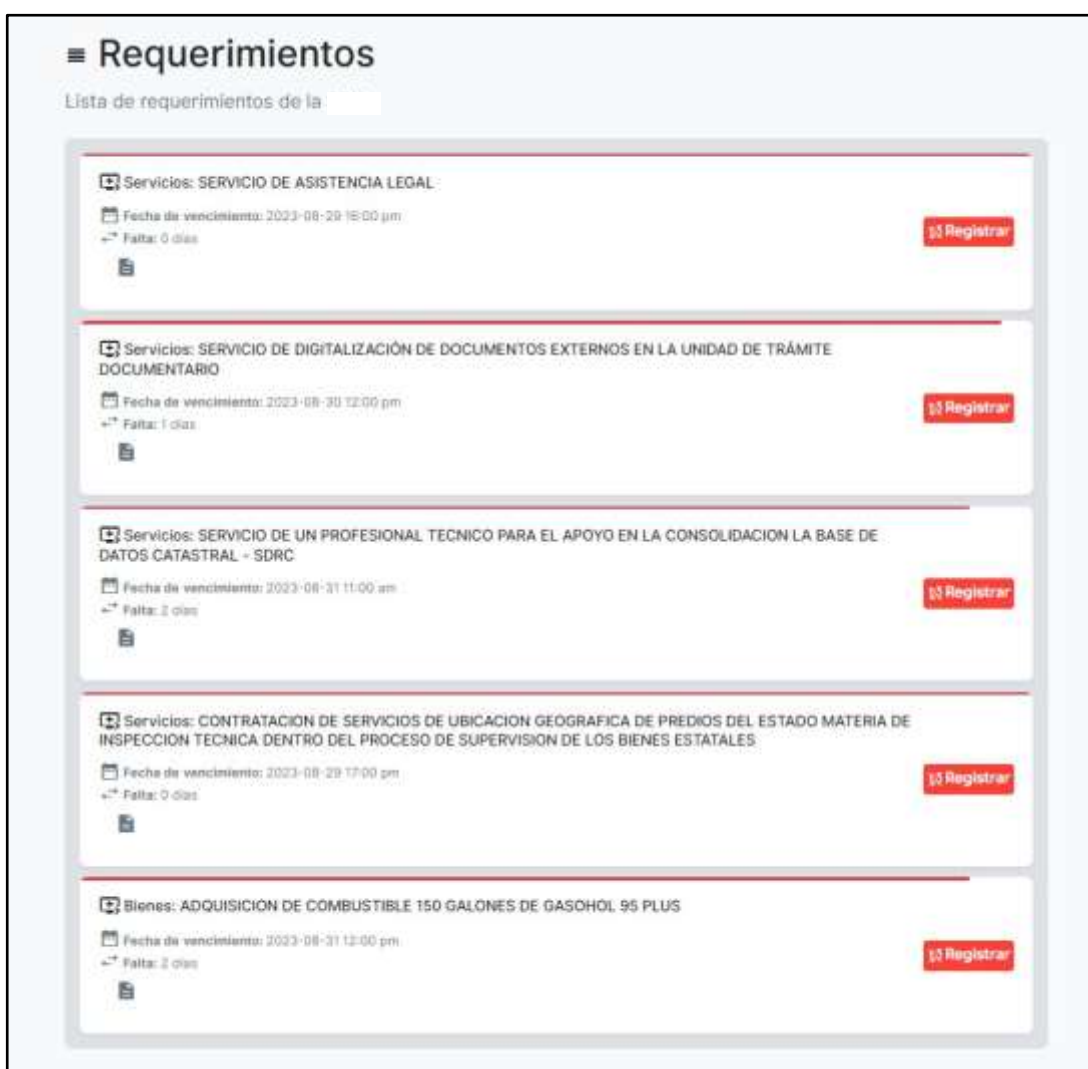 Requerimientos
Lista de requerimientos de la
Servicios: SERVICIO DE ASISTENCIA LEGAL
Fecha de vencimiento: 2023-08-29 16:00 pm
Falta: 0 días
Registrar
Servicios: SERVICIO DE DIGITALIZACIÓN DE DOCUMENTOS EXTERNOS EN LA UNIDAD DE TRÁMITE
DOCUMENTARIO
Fecha de vencimiento: 2023-08-30 12:00 pm
Falta: 1 días
Registrar
Servicios: SERVICIO DE UN PROFESIONAL TECNICO PARA EL APOYO EN LA CONSOLIDACION LA BASE DE
DATOS CATASTRAL - SDRC
Fecha de vencimiento: 2023-08-31 11:00 am
Falta: 2 días
Registrar
Servicios: CONTRATACION DE SERVICIOS DE UBICACION GEOGRAFICA DE PREDIOS DEL ESTADO MATERIA DE
INSPECCION TECNICA DENTRO DEL PROCESO DE SUPERVISION DE LOS BIENES ESTATALES
Fecha de vencimiento: 2023-08-29 17:00 pm
Falta: 0 días
Registrar
Bienes: ADQUISICION DE COMBUSTIBLE 150 GALONES DE GASOHOL 95 PLUS
Fecha de vencimiento: 2023-08-31 12:00 pm
Falta: 2 días
Registrar